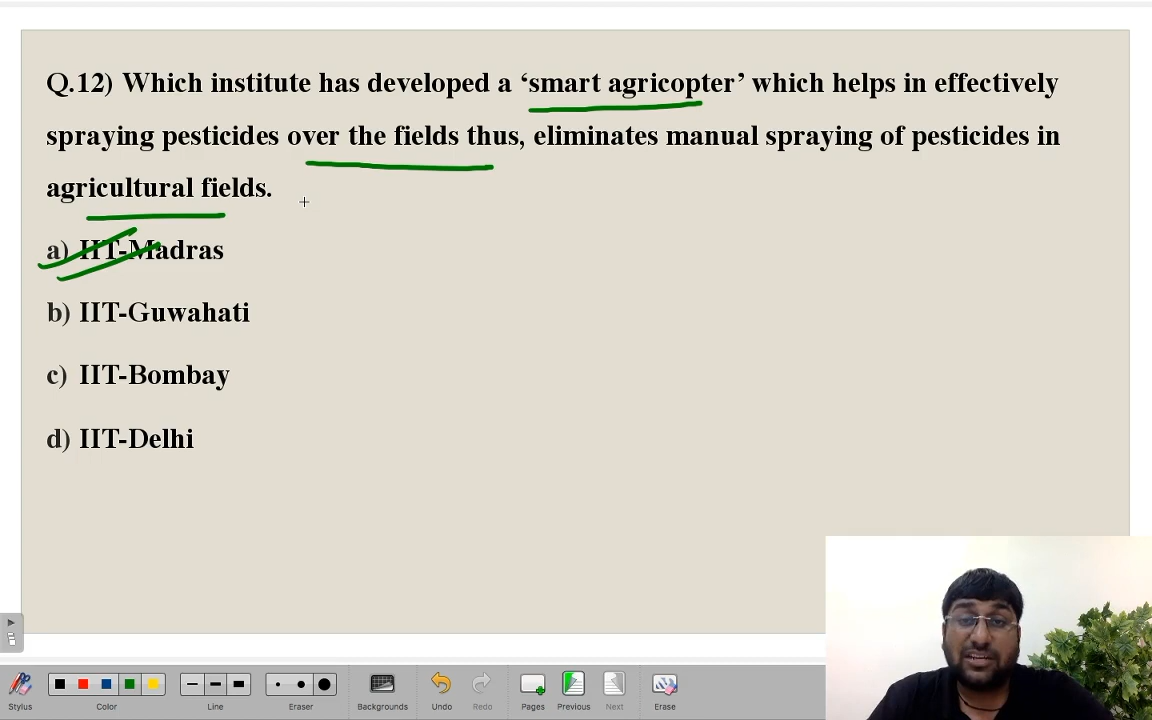 Q.12) Which institute has developed a ‘smart agricopter’ which helps in effectively
spraying pesticides over the fields thus, eliminates manual spraying of pesticides in
agricultural fields.
a) IIT-Madras
b) IIT-Guwahati
c) IIT-Bombay
d) IIT-Delhi
Stylus Color Line Eraser Backgrounds Undo Redo Pages Previous Next Erase